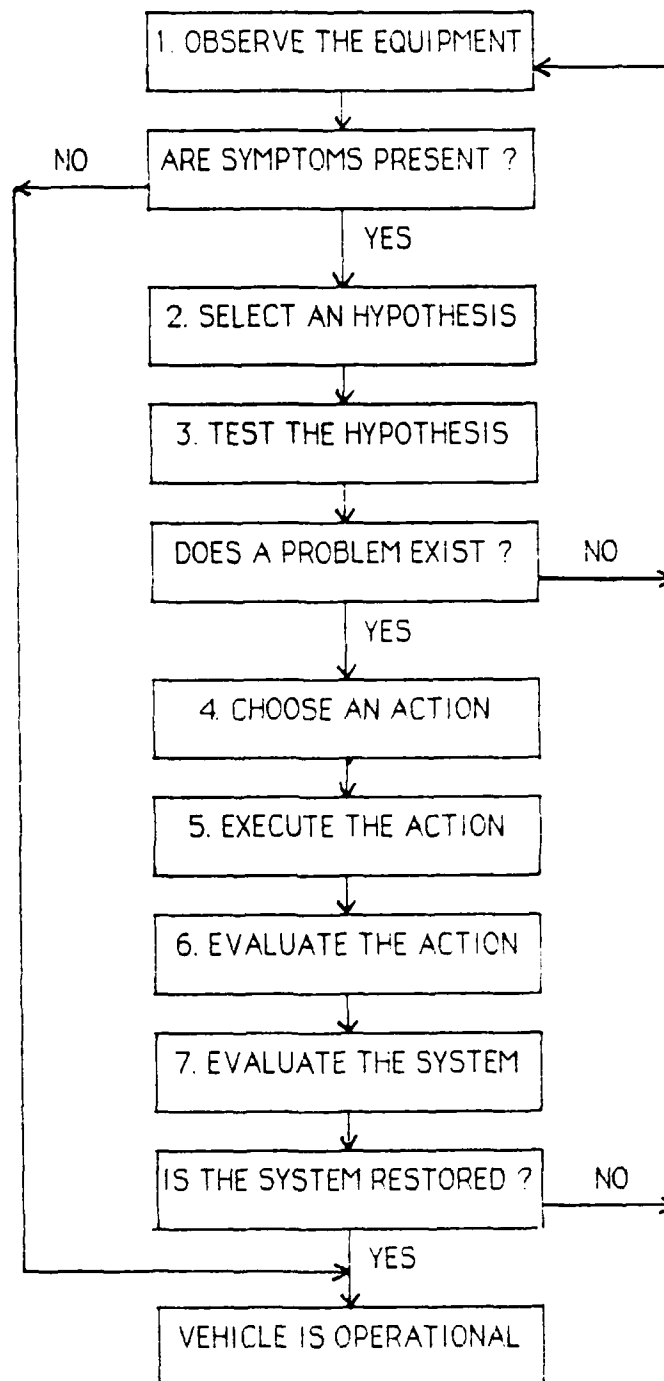 1. OBSERVE THE EQUIPMENT
NO
ARE SYMPTOMS PRESENT ?
YES
2. SELECT AN HYPOTHESIS
3. TEST THE HYPOTHESIS
DOES A PROBLEM EXIST ?
NO
YES
4. CHOOSE AN ACTION
5. EXECUTE THE ACTION
6. EVALUATE THE ACTION
7. EVALUATE THE SYSTEM
IS THE SYSTEM RESTORED ?
NO
YES
VEHICLE IS OPERATIONAL